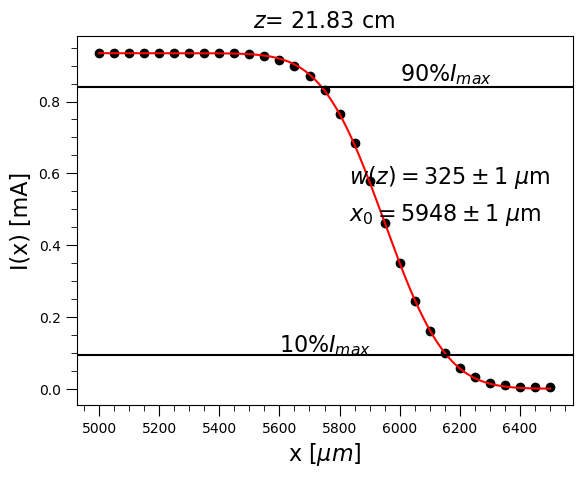 z= 21.83 cm
I(x) [mA]
0.8
0.6
0.4
0.2
0.0
90%I_max
w(z) = 325 ± 1 μm
x₀ = 5948 ± 1 μm
10%I_max
5000 5200 5400 5600 5800 6000 6200 6400
x [μm]